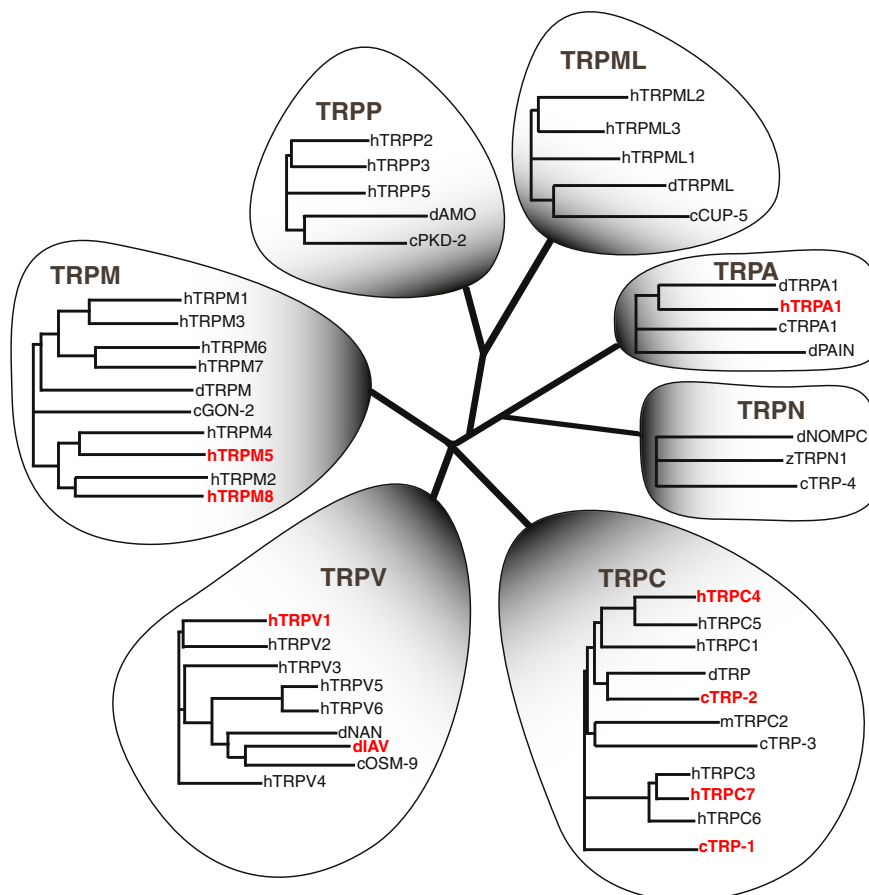 TRPML
hTRPML2
hTRPML3
hTRPML1
dTRPML
cCUP-5
TRPP
hTRPP2
hTRPP3
hTRPP5
dAMO
cPKD-2
TRPM
hTRPM1
hTRPM3
hTRPM6
hTRPM7
dTRPM
cGON-2
hTRPM4
hTRPM5
hTRPM2
hTRPM8
TRPA
dTRPA1
hTRPA1
cTRPA1
dPAIN
TRPN
dNOMPC
zTRPN1
cTRP-4
TRPV
hTRPV1
hTRPV2
hTRPV3
hTRPV5
hTRPV6
dNAN
dIAV
cOSM-9
hTRPV4
TRPC
hTRPC4
hTRPC5
hTRPC1
dTRP
cTRP-2
mTRPC2
cTRP-3
hTRPC3
hTRPC7
hTRPC6
cTRP-1